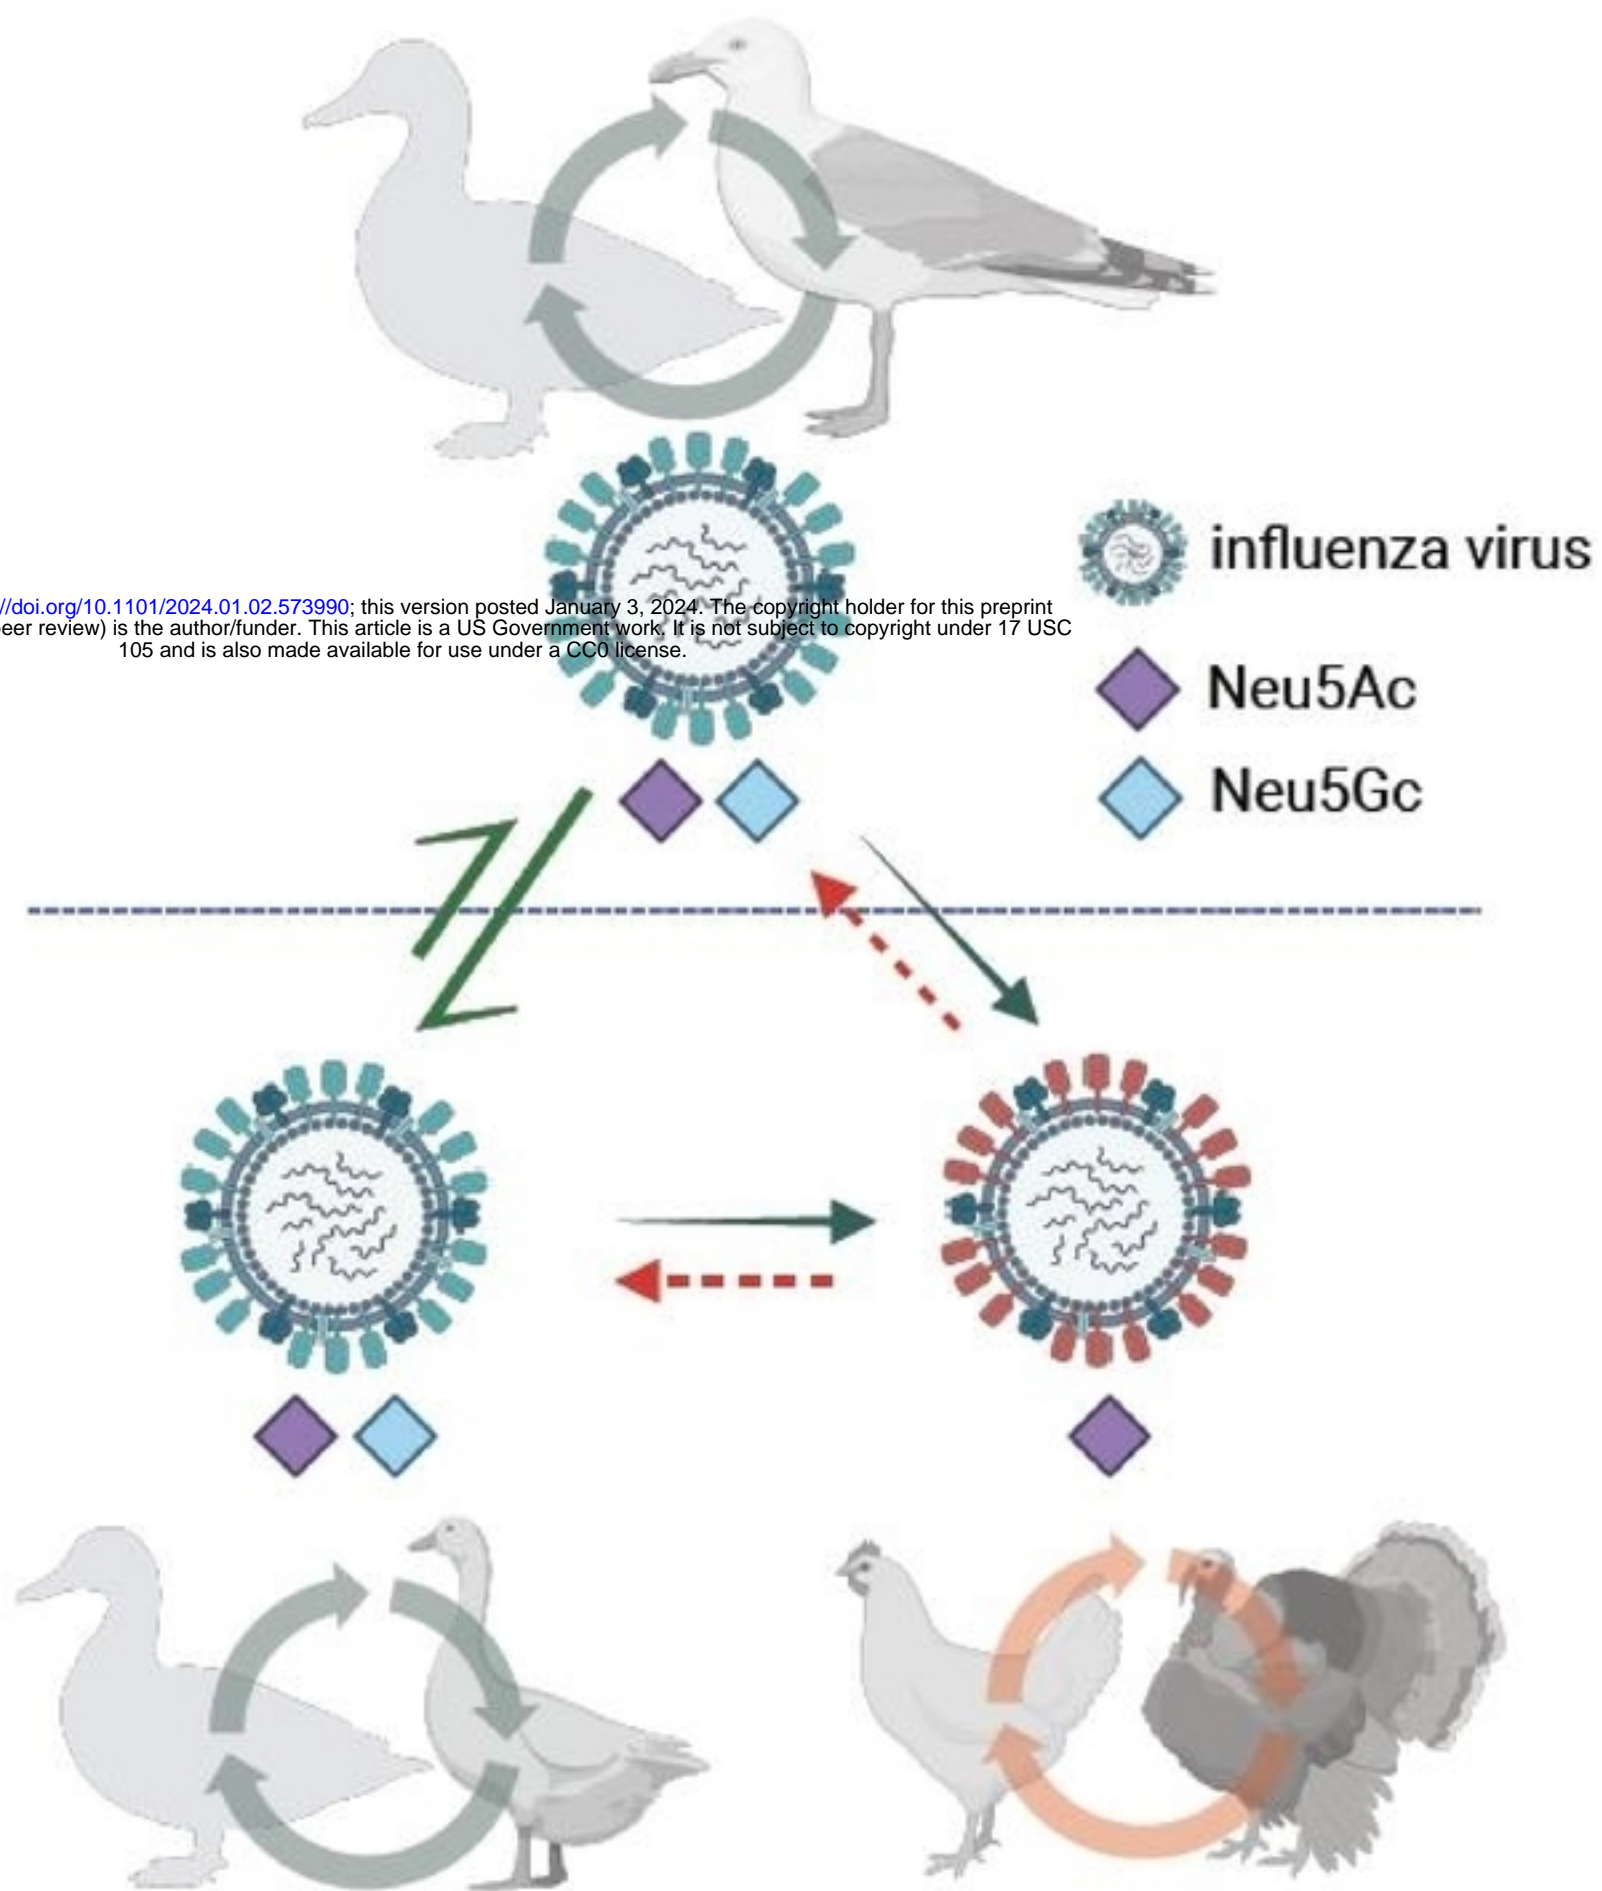 influenza virus
//doi.org/10.1101/2024.01.02.573990; this version posted January 3, 2024. The copyright holder for this preprint
peer review) is the author/funder. This article is a US Government work. It is not subject to copyright under 17 USC
105 and is also made available for use under a CC0 license.
Neu5Ac
Neu5Gc